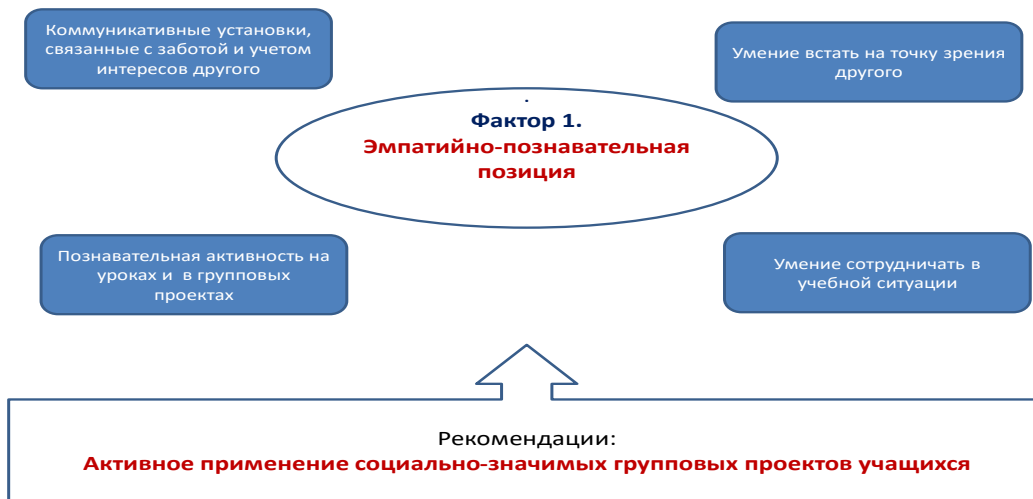 Коммуникативные установки,
связанные с заботой и учетом
интересов другого
Умение встать на точку зрения
другого
.
Фактор 1.
Эмпатийно-познавательная
позиция
Познавательная активность на
уроках и в групповых
проектах
Умение сотрудничать в
учебной ситуации
Рекомендации:
Активное применение социально-значимых групповых проектов учащихся